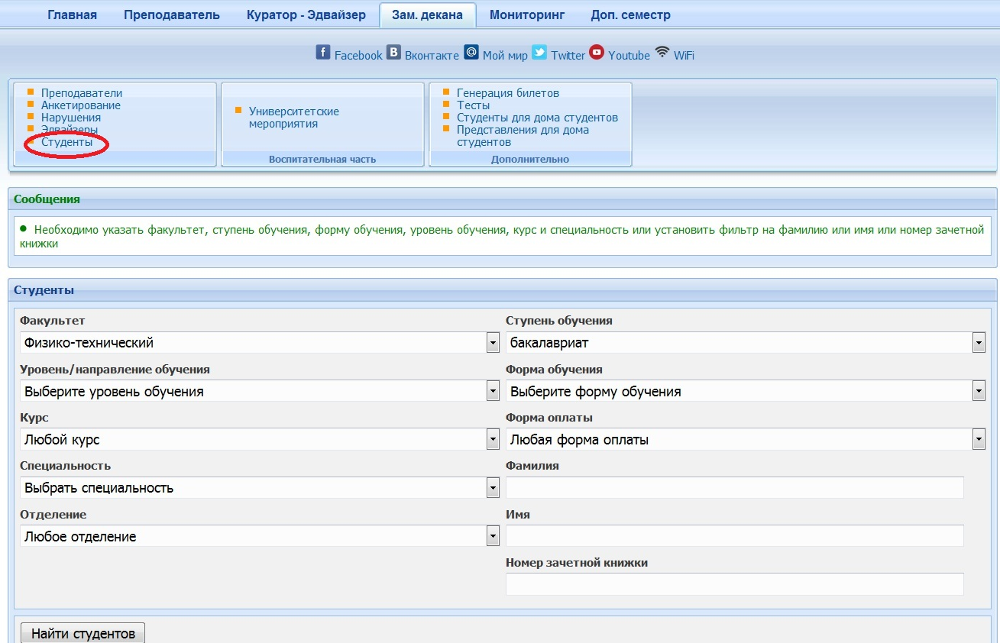 Главная Преподаватель Куратор - Эдвайзер Зам. декана Мониторинг Доп. семестр
Facebook Вконтакте Мой мир Twitter Youtube WiFi
Преподаватели
Анкетирование
Нарушения
Эдвайзеры
Студенты
Университетские
мероприятия
Воспитательная часть
Генерация билетов
Тесты
Студенты для дома студентов
Представления для дома
студентов
Дополнительно
Сообщения
Необходимо указать факультет, ступень обучения, форму обучения, уровень обучения, курс и специальность или установить фильтр на фамилию или имя или номер зачетной
книжки
Студенты
Факультет Ступень обучения
Физико-технический бакалавриат
Уровень/направление обучения Форма обучения
Выберите уровень обучения Выберите форму обучения
Курс Форма оплаты
Любой курс Любая форма оплаты
Специальность Фамилия
Выбрать специальность
Отделение Имя
Любое отделение
Номер зачетной книжки
Найти студентов